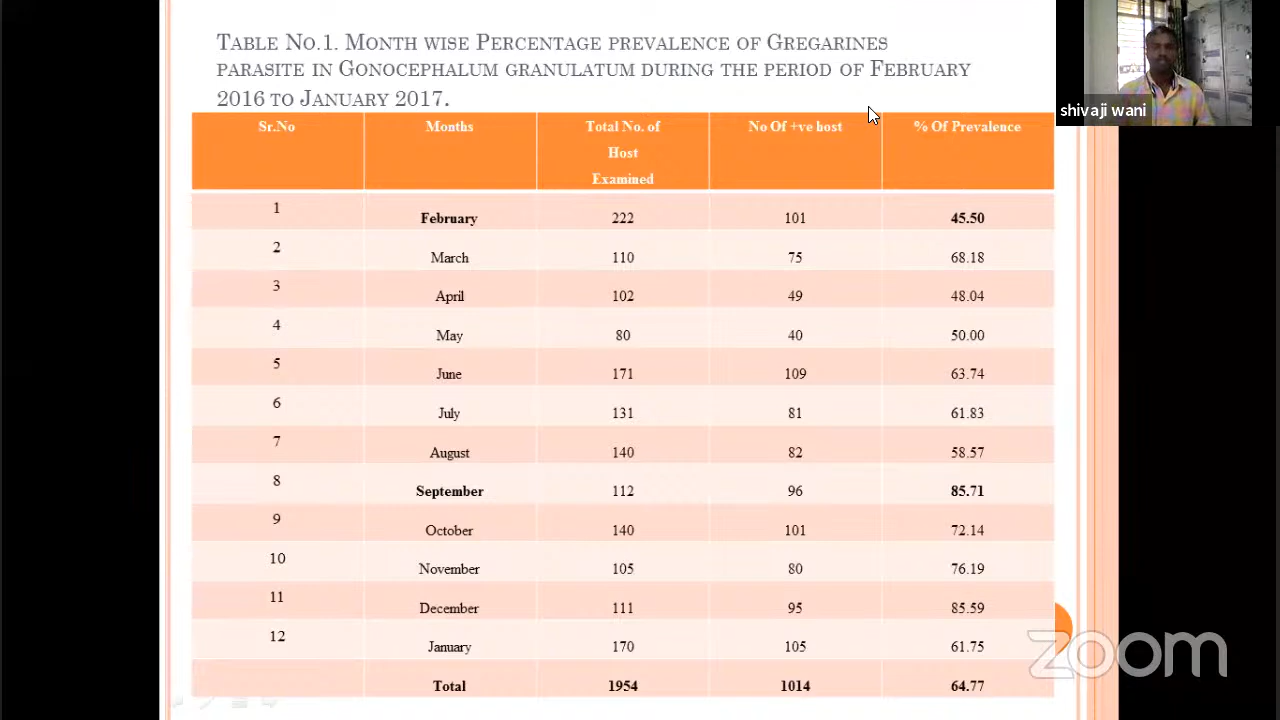 TABLE NO.1. MONTH WISE PERCENTAGE PREVALENCE OF GREGARINES
PARASITE IN GONOCEPHALUM GRANULATUM DURING THE PERIOD OF FEBRUARY
2016 TO JANUARY 2017.
shivaji wani
Sr.No Months Total No. of Host Examined No Of +ve host % Of Prevalence
1 February 222 101 45.50
2 March 110 75 68.18
3 April 102 49 48.04
4 May 80 40 50.00
5 June 171 109 63.74
6 July 131 81 61.83
7 August 140 82 58.57
8 September 112 96 85.71
9 October 140 101 72.14
10 November 105 80 76.19
11 December 111 95 85.59
12 January 170 105 61.75
Total 1954 1014 64.77
zoom